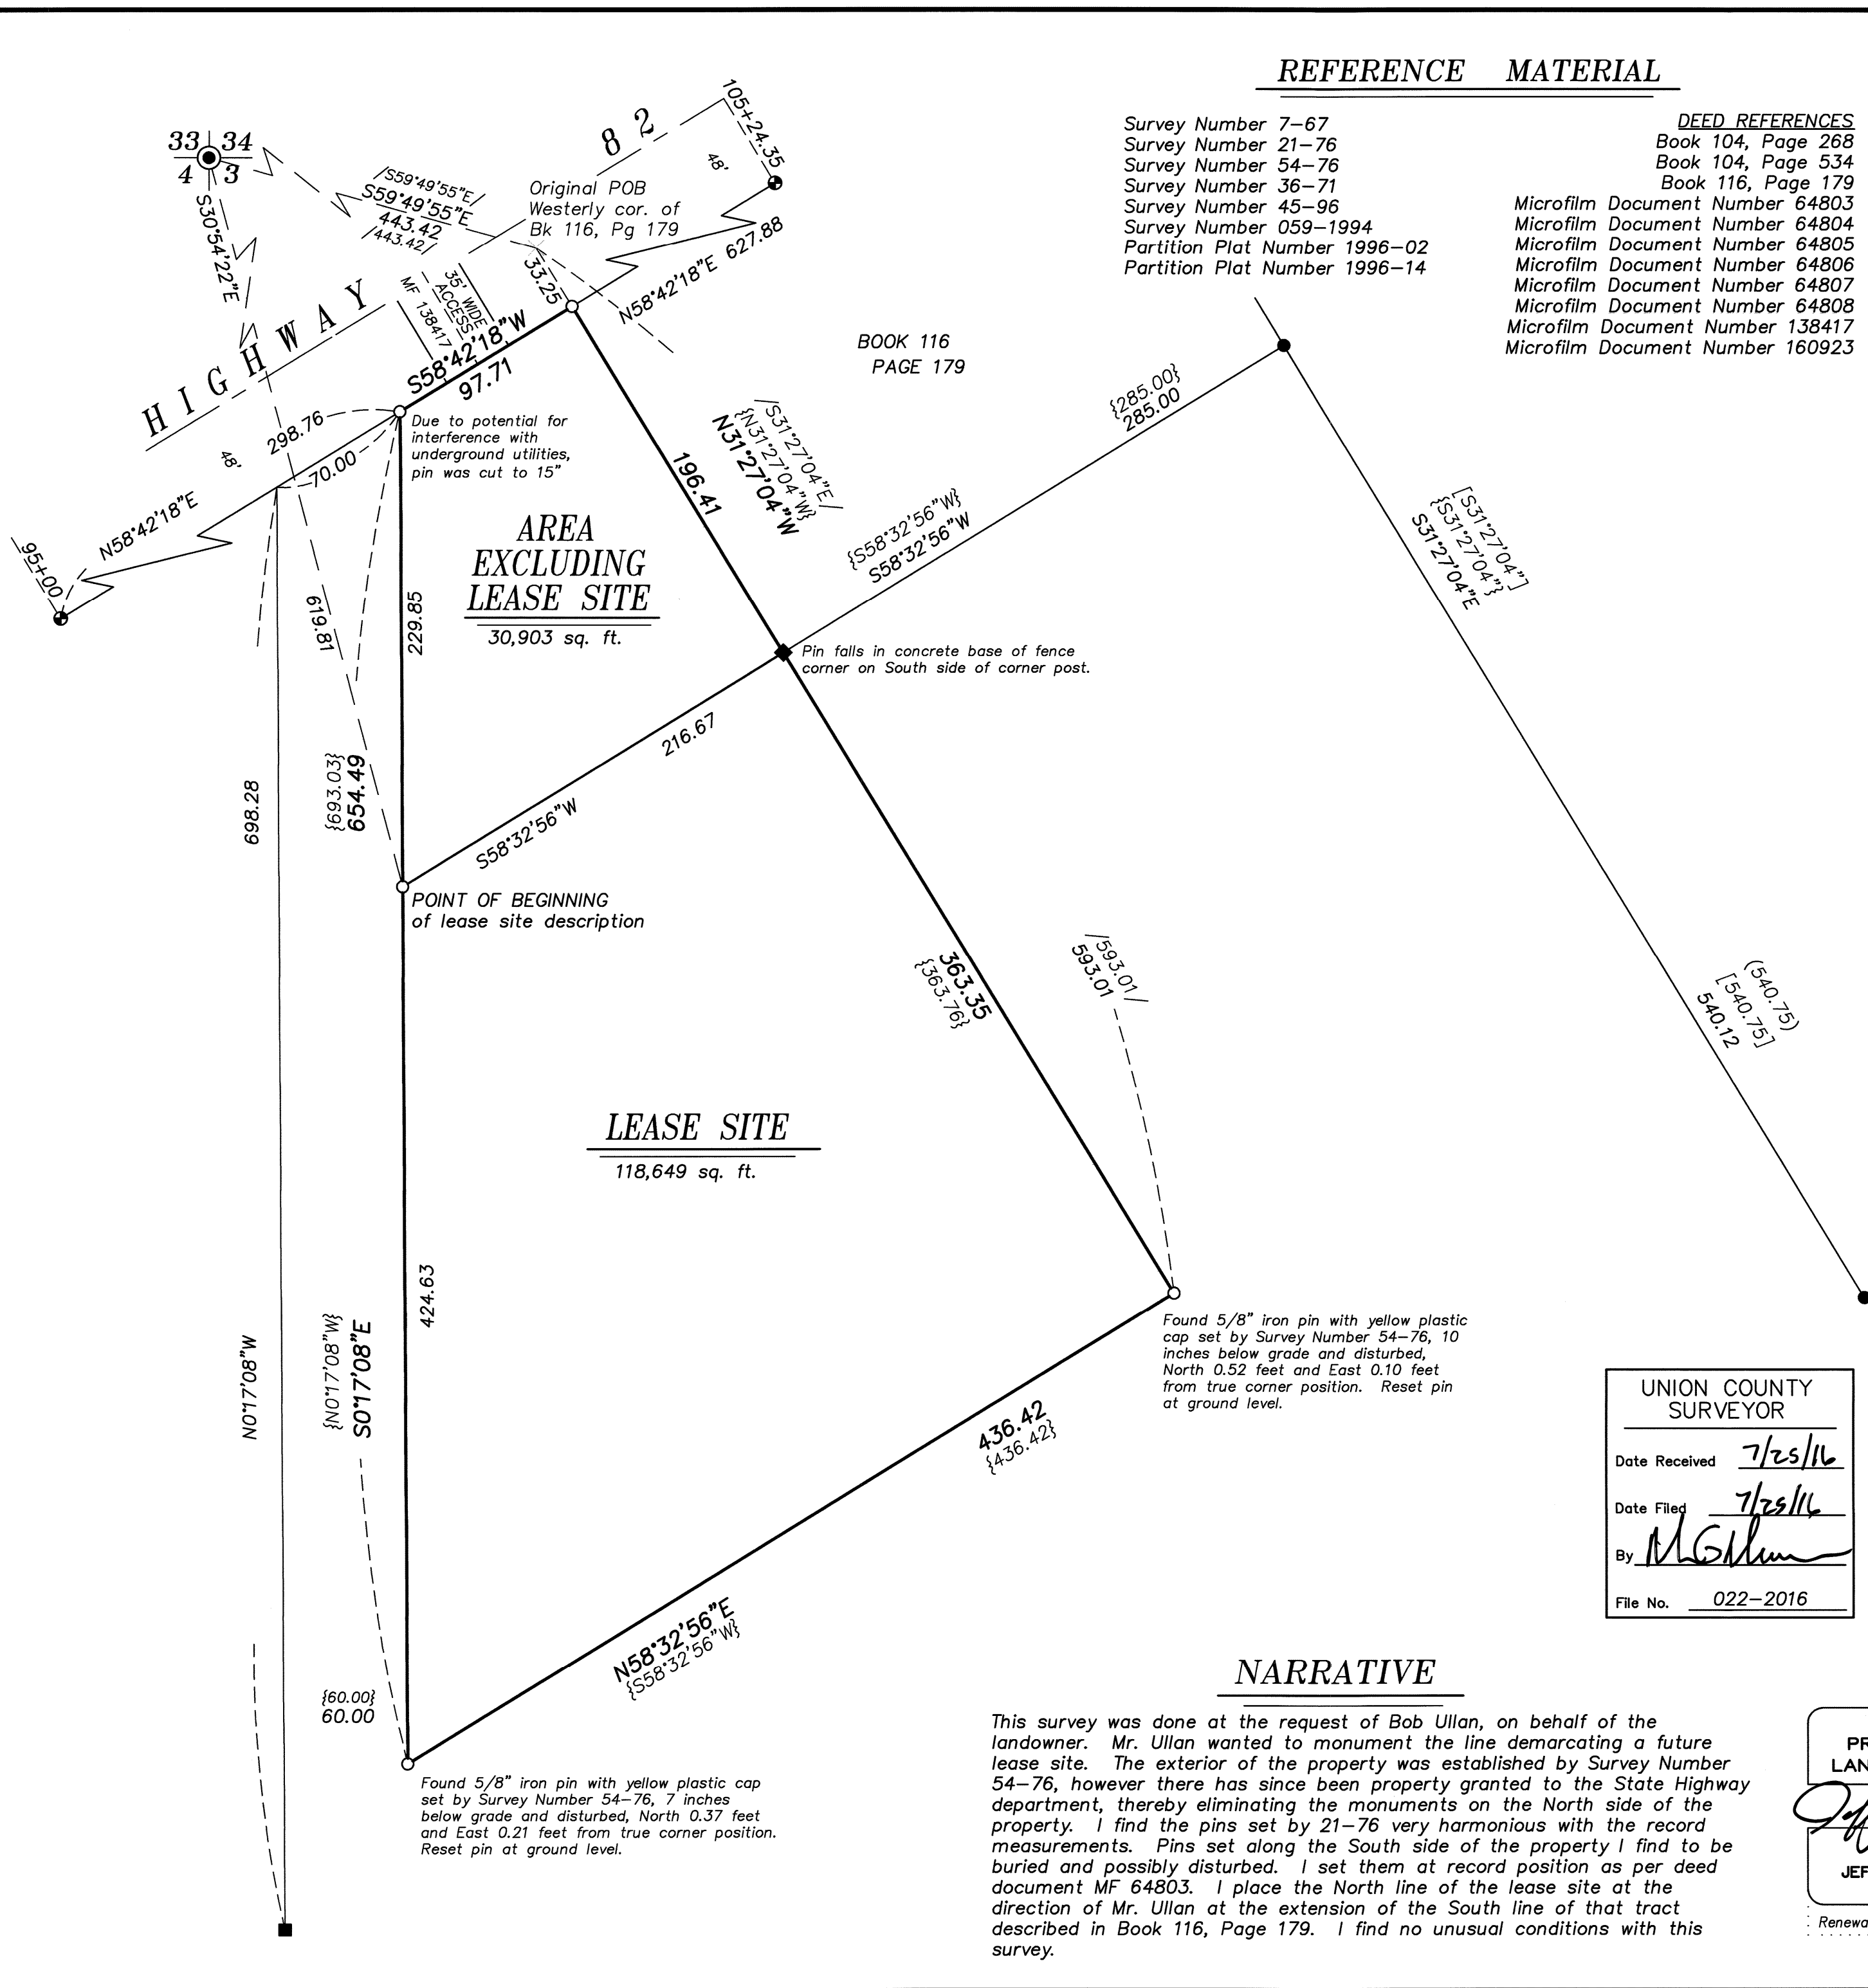 REFERENCE MATERIAL
Survey Number 7-67
Survey Number 21-76
Survey Number 54-76
Survey Number 36-71
Survey Number 45-96
Survey Number 059-1994
Partition Plat Number 1996-02
Partition Plat Number 1996-14
DEED REFERENCES
Book 104, Page 268
Book 104, Page 534
Book 116, Page 179
Microfilm Document Number 64803
Microfilm Document Number 64804
Microfilm Document Number 64805
Microfilm Document Number 64806
Microfilm Document Number 64807
Microfilm Document Number 64808
Microfilm Document Number 138417
Microfilm Document Number 160923
33 34
4 3
S30°54'22"E
/S59°49'55"E/
S59°49'55"E
443.42
/443.42/
HIGHWAY 82
105+24.35
48'
Original POB
Westerly cor. of
Bk 116, Pg 179
33.25
N58°42'18"E 627.88
35' WIDE
ACCESS
MF 138417
S58°42'18"W
97.71
298.76
70.00
48'
N58°42'18"E
95+00
Due to potential for
interference with
underground utilities,
pin was cut to 15"
BOOK 116
PAGE 179
/S31°27'04"E/
{N31°27'04"W}
N31°27'04"W
196.41
{285.00}
285.00
{S58°32'56"W}
S58°32'56"W
[S31°27'04"]
{S31°27'04"}
S31°27'04"E
AREA
EXCLUDING
LEASE SITE
30,903 sq. ft.
229.85
619.81
Pin falls in concrete base of fence
corner on South side of corner post.
216.67
S58°32'56"W
698.28
{693.03}
654.49
POINT OF BEGINNING
of lease site description
363.35
{363.76}
/593.01/
593.01
(540.75)
[540.75]
540.12
LEASE SITE
118,649 sq. ft.
424.63
N0°17'08"W
{N0°17'08"W}
S0°17'08"E
Found 5/8" iron pin with yellow plastic
cap set by Survey Number 54-76, 10
inches below grade and disturbed,
North 0.52 feet and East 0.10 feet
from true corner position. Reset pin
at ground level.
436.42
{436.42}
N58°32'56"E
{S58°32'56"W}
{60.00}
60.00
Found 5/8" iron pin with yellow plastic cap
set by Survey Number 54-76, 7 inches
below grade and disturbed, North 0.37 feet
and East 0.21 feet from true corner position.
Reset pin at ground level.
UNION COUNTY
SURVEYOR
Date Received 7/25/16
Date Filed 7/25/16
By
File No. 022-2016
NARRATIVE
This survey was done at the request of Bob Ullan, on behalf of the
landowner. Mr. Ullan wanted to monument the line demarcating a future
lease site. The exterior of the property was established by Survey Number
54-76, however there has since been property granted to the State Highway
department, thereby eliminating the monuments on the North side of the
property. I find the pins set by 21-76 very harmonious with the record
measurements. Pins set along the South side of the property I find to be
buried and possibly disturbed. I set them at record position as per deed
document MF 64803. I place the North line of the lease site at the
direction of Mr. Ullan at the extension of the South line of that tract
described in Book 116, Page 179. I find no unusual conditions with this
survey.
PR
LAN
JEF
Renewa